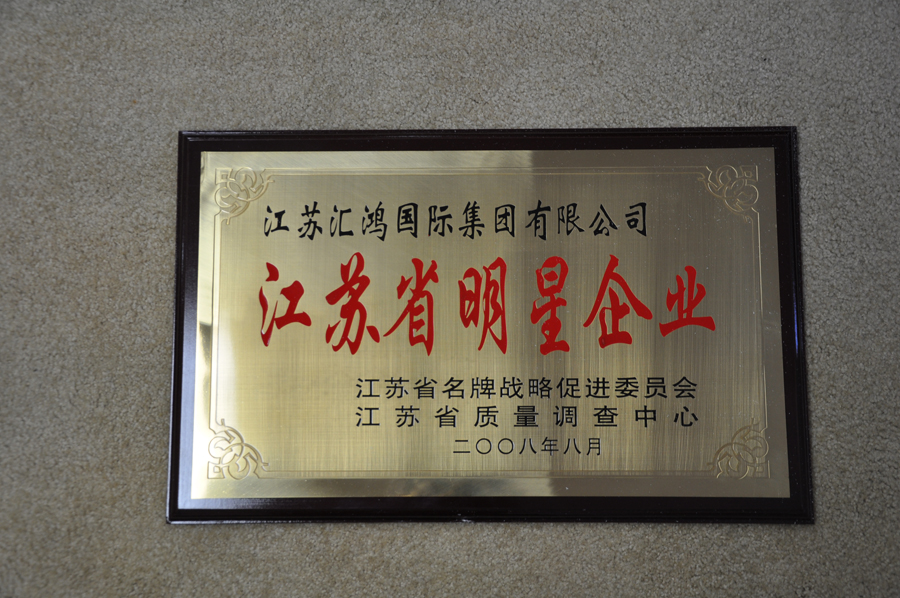 江苏汇鸿国际集团有限公司
江苏省明星企业
江苏省名牌战略促进委员会
江苏省质量调查中心
二〇〇八年八月